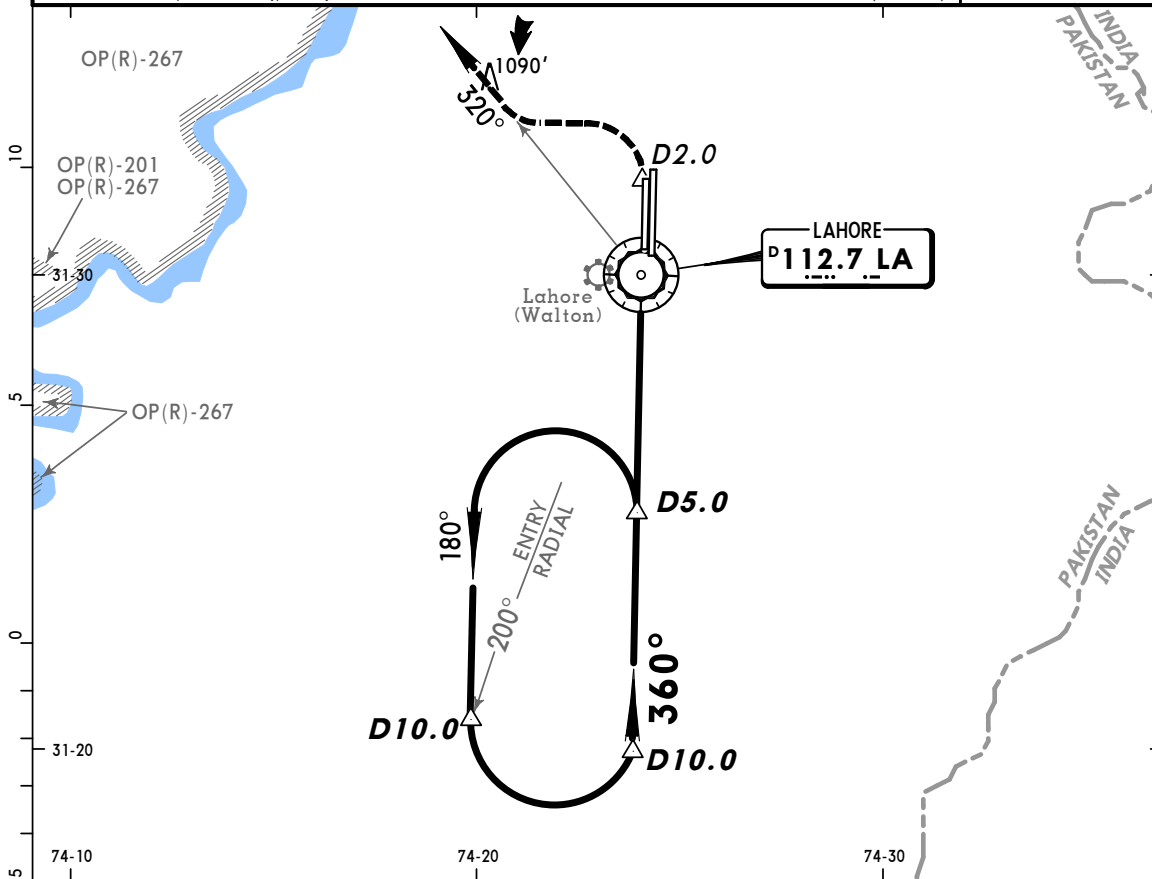 INDIA
PAKISTAN
OP(R)-267
1090'
320°
D2.0
10
OP(R)-201
OP(R)-267
LAHORE
D112.7 LA
31-30
Lahore
(Walton)
5
OP(R)-267
D5.0
180°
ENTRY
RADIAL
PAKISTAN
INDIA
200°
0
360°
D10.0
31-20
D10.0
74-10
74-20
74-30
5